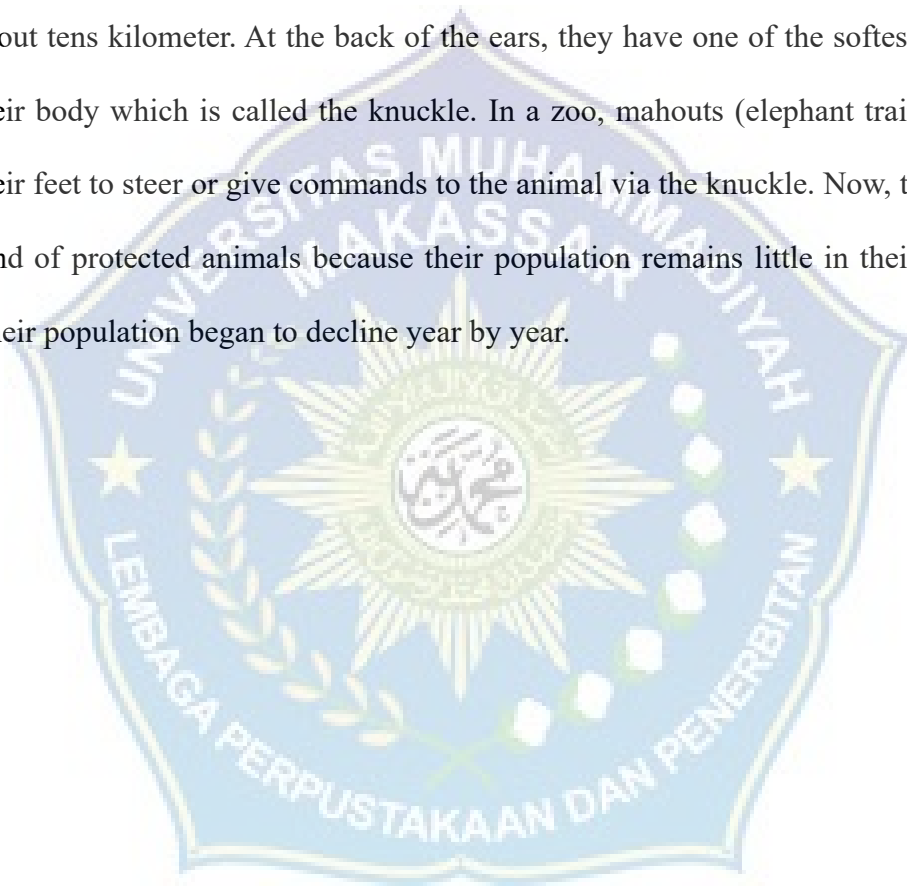 out tens kilometer. At the back of the ears, they have one of the softes
eir body which is called the knuckle. In a zoo, mahouts (elephant trai
eir feet to steer or give commands to the animal via the knuckle. Now, t
nd of protected animals because their population remains little in thei
eir population began to decline year by year.
UNIVERSITAS MUHAMMADIYAH
MAKASSAR
LEMBAGA PERPUSTAKAAN DAN PENERBITAN